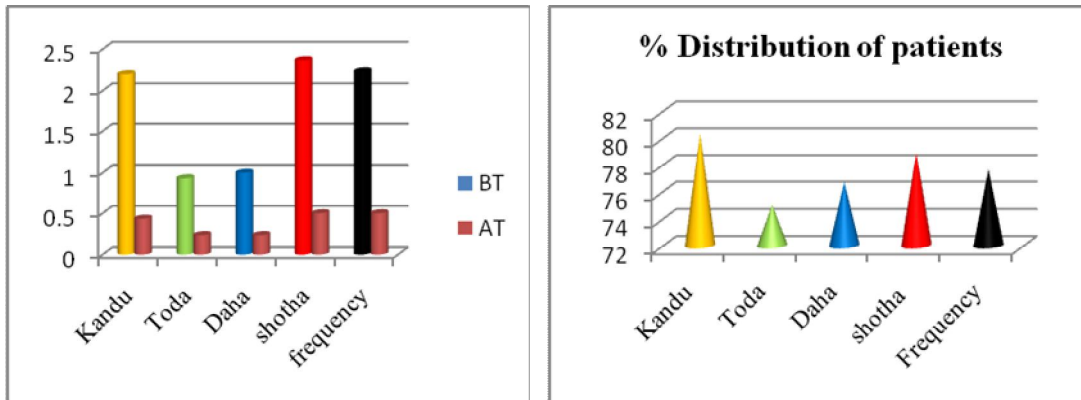 2.5
2
1.5
1
0.5
0
Kandu
Toda
Daha
shotha
frequency
BT
AT
% Distribution of patients
82
80
78
76
74
72
Kandu
Toda
Daha
shotha
Frequency